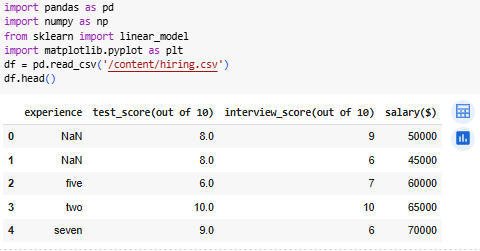 import pandas as pd
import numpy as np
from sklearn import linear_model
import matplotlib.pyplot as plt
df = pd.read_csv('/content/hiring.csv')
df.head()
experience test_score(out of 10) interview_score(out of 10) salary($)
0 NaN 8.0 9 50000
1 NaN 8.0 6 45000
2 five 6.0 7 60000
3 two 10.0 10 65000
4 seven 9.0 6 70000